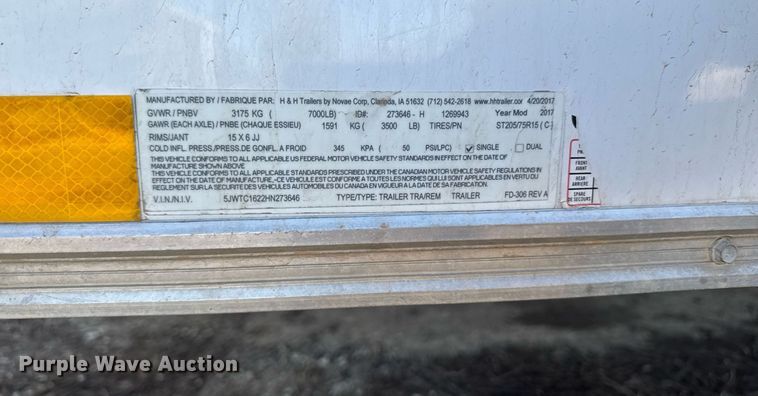 MANUFACTURED BY / FABRIQUE PAR: H & H Trailers by Novae Corp, Clarinda, IA 51632 (712) 542-2618 www.hhtrailer.com 4/20/2017
GVWR / PNBV 3175 KG ( 7000LB) ID#: 273646 - H 1269943 Year Mod 2017
GAWR (EACH AXLE) / PNBE (CHAQUE ESSIEU) 1591 KG ( 3500 LB) TIRES/PN ST205/75R15 ( C )
RIMS/JANT 15 X 6 JJ
COLD INFL. PRESS/PRESS.DE GONFL. A FROID 345 KPA ( 50 PSI/LPC) SINGLE DUAL
THIS VEHICLE CONFORMS TO ALL APPLICABLE US FEDERAL MOTOR VEHICLE SAFETY STANDARDS IN EFFECT ON THE DATE OF
MANUFACTURE SHOWN ABOVE.
THIS VEHICLE CONFORMS TO ALL APPLICABLE STANDARDS PRESCRIBED UNDER THE CANADIAN MOTOR VEHICLE SAFETY REGULATIONS IN
EFFECT ON THE DATE OF MANUFACTURE.-CE VEHICULE EST CONFORME A TOUTES LES NORMES QUI LUI SONT APPLICABLES EN VERTU DU
REGLEMENT SUR LA SECURITE DES VEHICULES AUTOMOBILES DU CANADA EN VIGUEUR A LA DATE D SA FABRICATION.
V.I.N./N.I.V. 5JWTC1622HN273646 TYPE/TYPE: TRAILER TRA/REM TRAILER FD-306 REV A
FRONT
AVANT
REAR
ARRIERE
SPARE
DE SECOURS
Purple Wave Auction